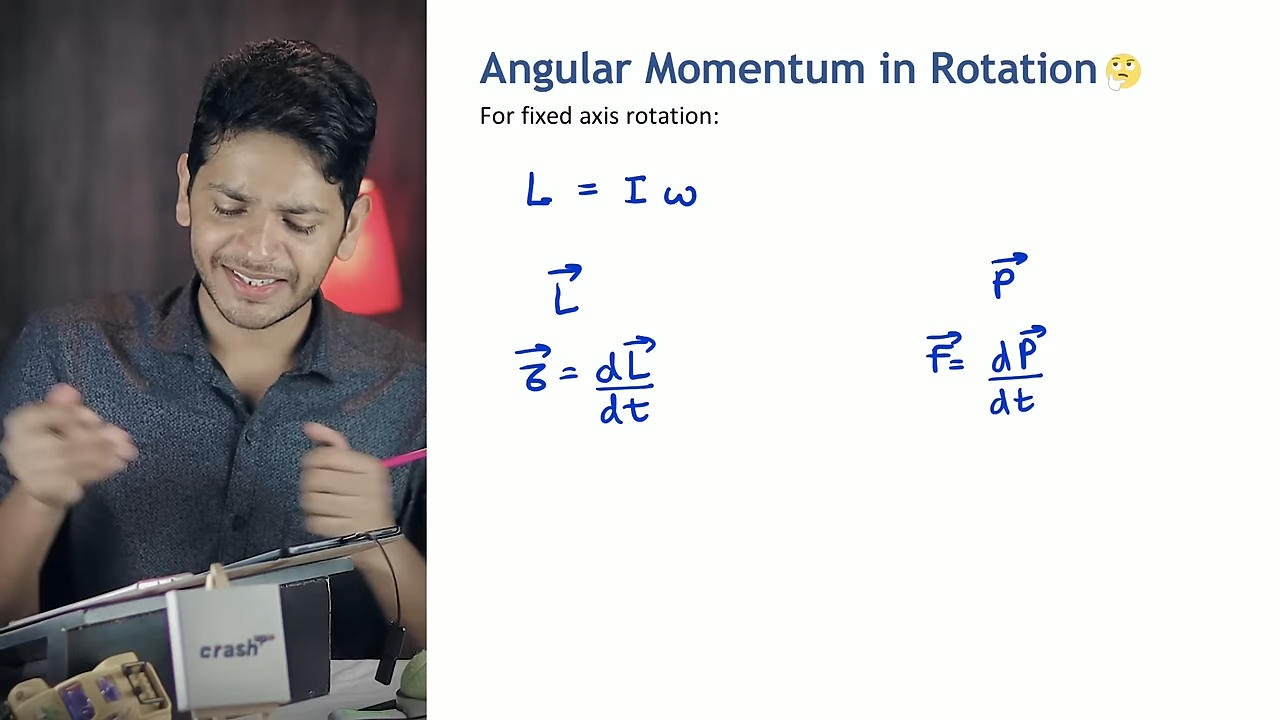 Angular Momentum in Rotation🤔
For fixed axis rotation:
L = I ω
L⃗
P⃗
τ⃗ = dL⃗/dt
F⃗ = dP⃗/dt
crash